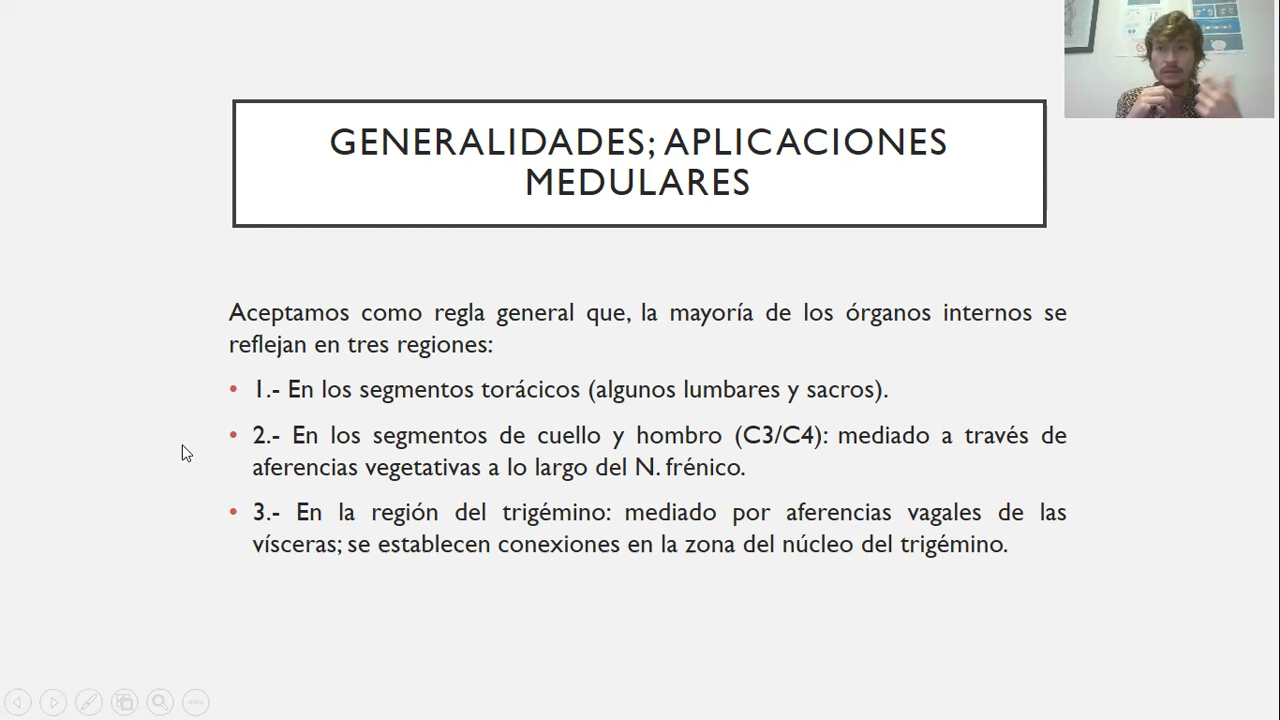 GENERALIDADES; APLICACIONES
MEDULARES
Aceptamos como regla general que, la mayoría de los órganos internos se
reflejan en tres regiones:
• 1.- En los segmentos torácicos (algunos lumbares y sacros).
• 2.- En los segmentos de cuello y hombro (C3/C4): mediado a través de
aferencias vegetativas a lo largo del N. frénico.
• 3.- En la región del trigémino: mediado por aferencias vagales de las
vísceras; se establecen conexiones en la zona del núcleo del trigémino.